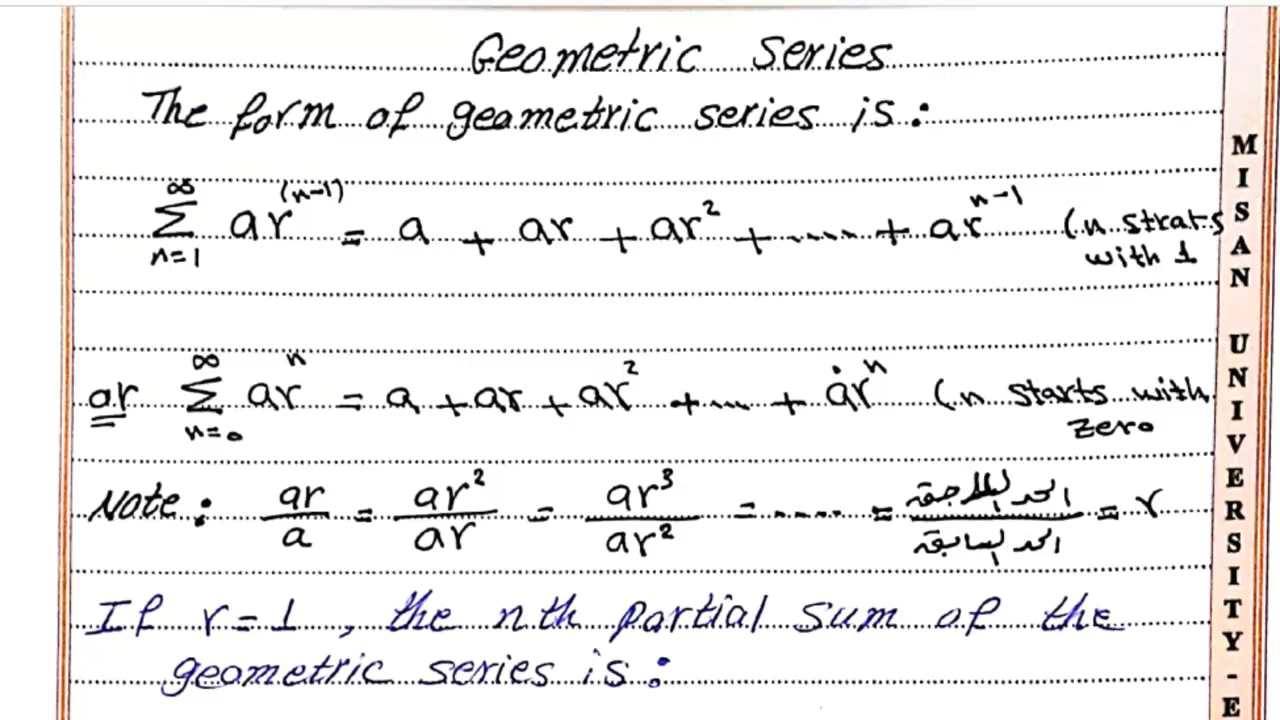 Geometric Series
The form of geometric series is :
∞ Σ n=1 ar^(n-1) = a + ar + ar² + ..... + ar^n-1 (n strats with 1
or ∞ Σ n=0 ar^n = a + ar + ar² + ... + ar^n (n starts with zero
Note : ar/a = ar²/ar = ar³/ar² = ..... = الحد اللاحقة/الحد السابقة = r
If r = 1 , the nth partial sum of the
geometric series is :
MISAN UNIVERSITY - E